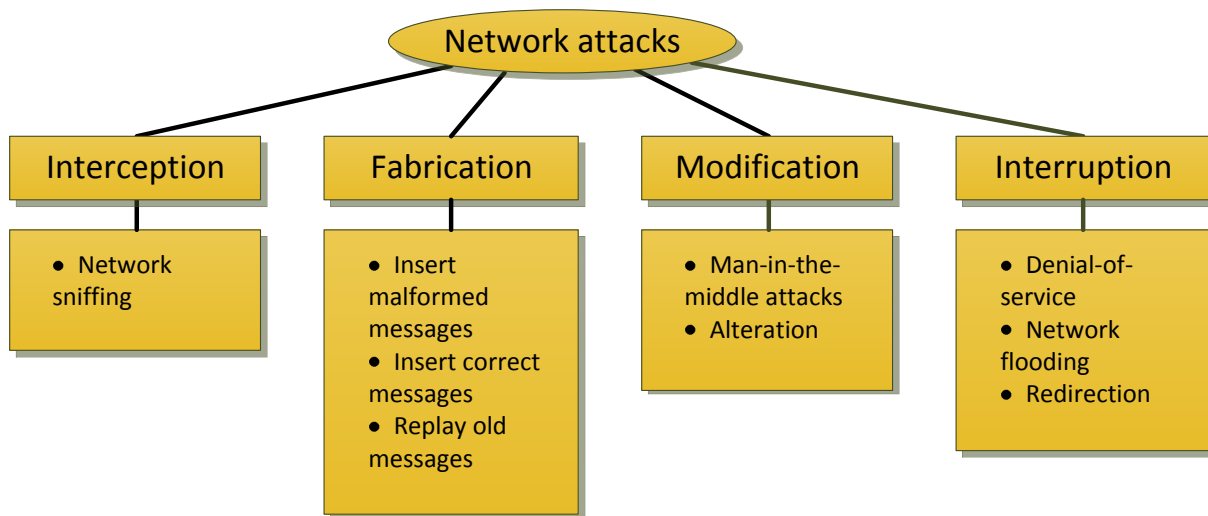 Network attacks
Interception
Fabrication
Modification
Interruption
• Network
sniffing
• Insert
malformed
messages
• Insert correct
messages
• Replay old
messages
• Man-in-the-
middle attacks
• Alteration
• Denial-of-
service
• Network
flooding
• Redirection